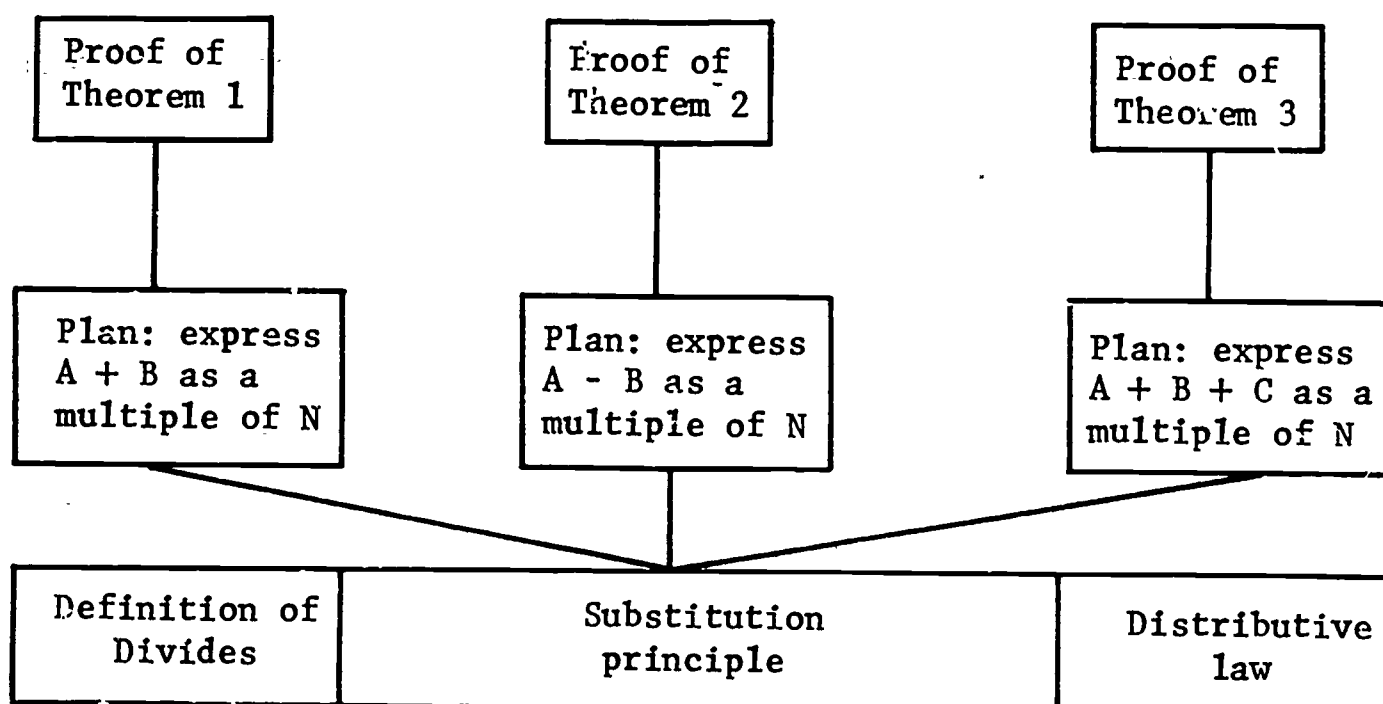 Proof of
Theorem 1
Proof of
Theorem 2
Proof of
Theorem 3
Plan: express
A + B as a
multiple of N
Plan: express
A - B as a
multiple of N
Plan: express
A + B + C as a
multiple of N
Definition of
Divides
Substitution
principle
Distributive
law